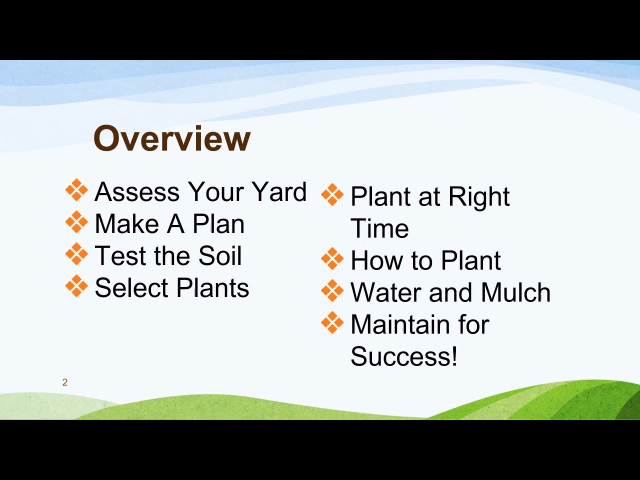 Overview
Assess Your Yard
Make A Plan
Test the Soil
Select Plants
Plant at Right
Time
How to Plant
Water and Mulch
Maintain for
Success!
2